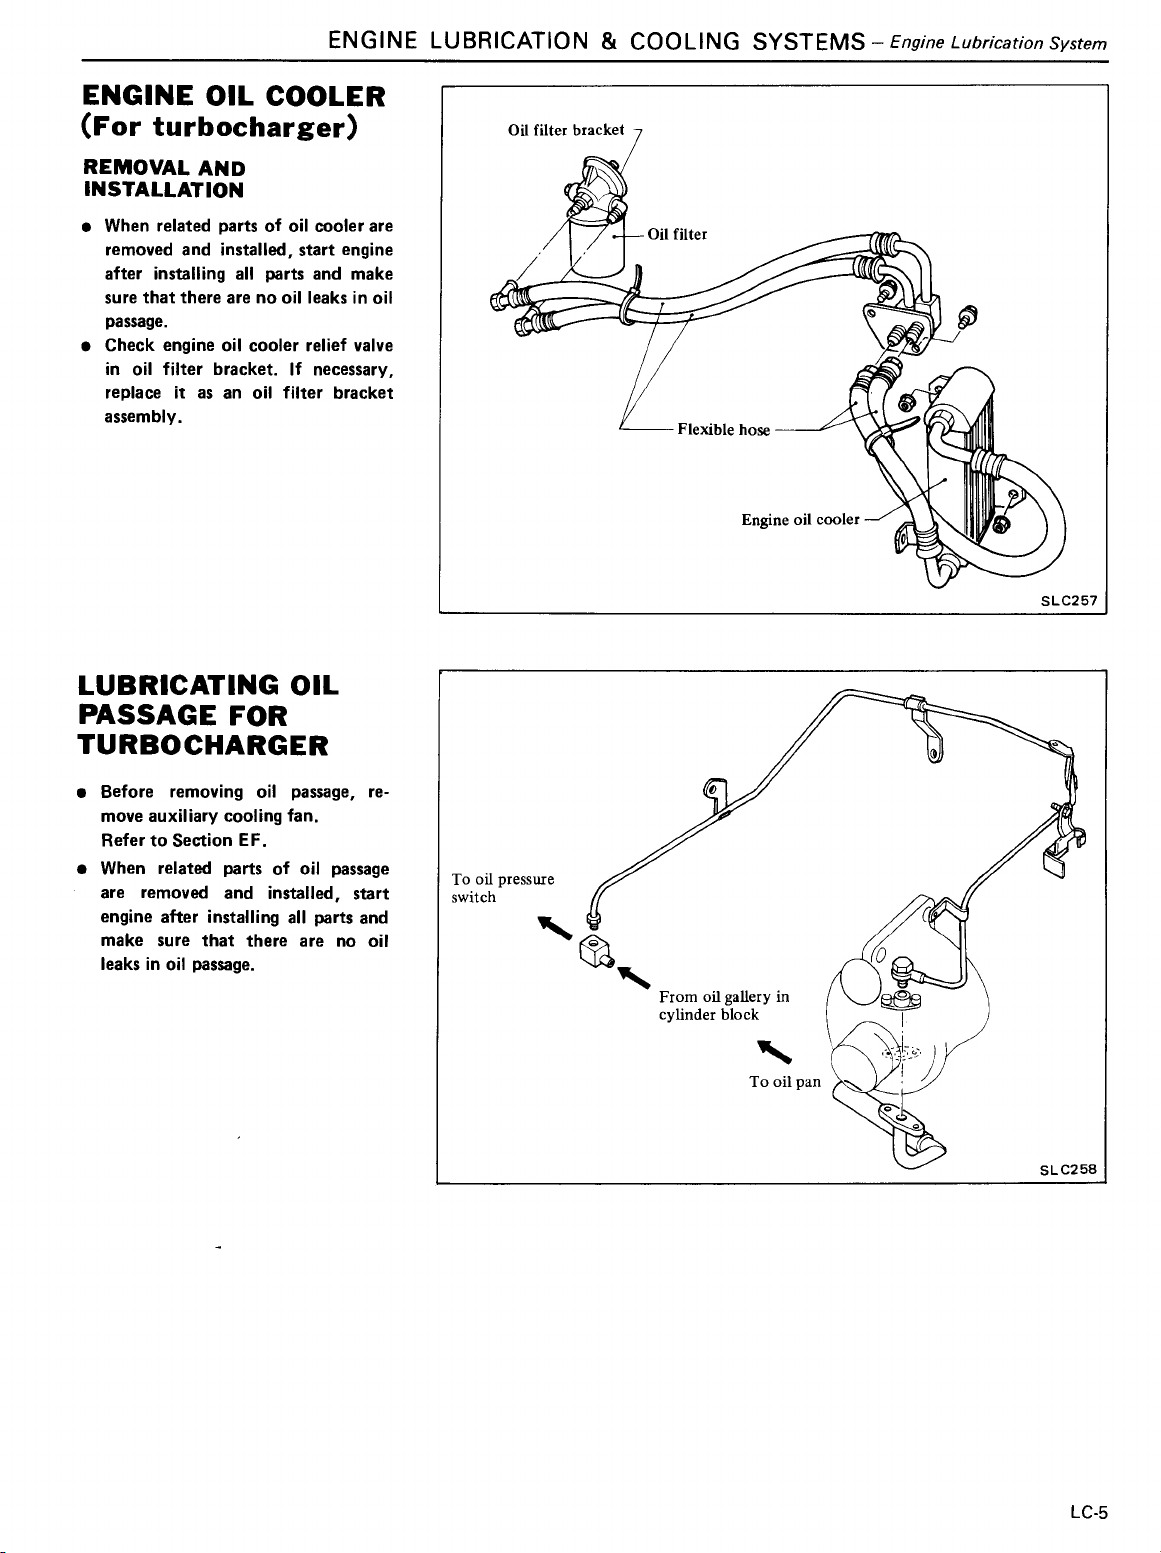 ENGINE LUBRICATION & COOLING SYSTEMS – Engine Lubrication System
ENGINE OIL COOLER
(For turbocharger)
REMOVAL AND
INSTALLATION
• When related parts of oil cooler are
removed and installed, start engine
after installing all parts and make
sure that there are no oil leaks in oil
passage.
• Check engine oil cooler relief valve
in oil filter bracket. If necessary,
replace it as an oil filter bracket
assembly.
Oil filter bracket
Oil filter
Flexible hose
Engine oil cooler
SLC257
LUBRICATING OIL
PASSAGE FOR
TURBOCHARGER
• Before removing oil passage, re-
move auxiliary cooling fan.
Refer to Section EF.
• When related parts of oil passage
are removed and installed, start
engine after installing all parts and
make sure that there are no oil
leaks in oil passage.
To oil pressure
switch
From oil gallery in
cylinder block
To oil pan
SLC258
LC-5